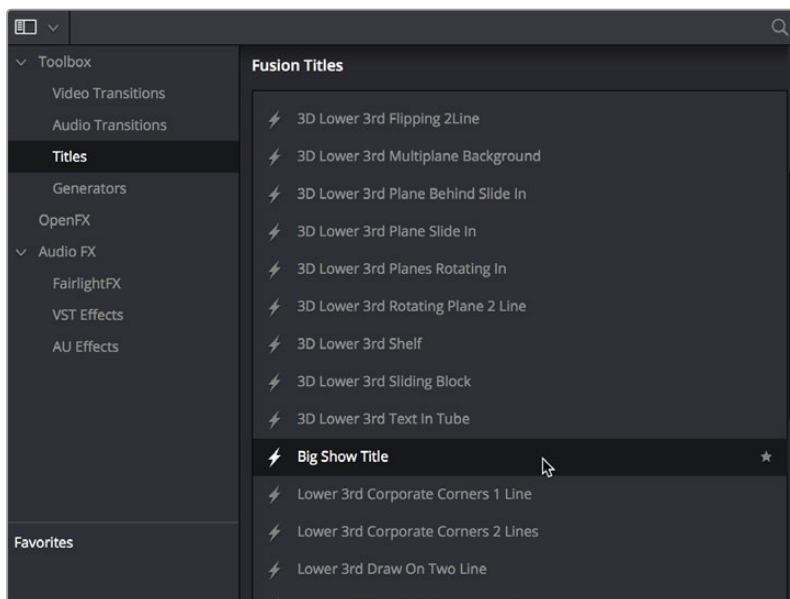 Toolbox
Video Transitions
Audio Transitions
Titles
Generators
OpenFX
Audio FX
FairlightFX
VST Effects
AU Effects
Favorites
Fusion Titles
3D Lower 3rd Flipping 2Line
3D Lower 3rd Multiplane Background
3D Lower 3rd Plane Behind Slide In
3D Lower 3rd Plane Slide In
3D Lower 3rd Planes Rotating In
3D Lower 3rd Rotating Plane 2 Line
3D Lower 3rd Shelf
3D Lower 3rd Sliding Block
3D Lower 3rd Text In Tube
Big Show Title
Lower 3rd Corporate Corners 1 Line
Lower 3rd Corporate Corners 2 Lines
Lower 3rd Draw On Two Line